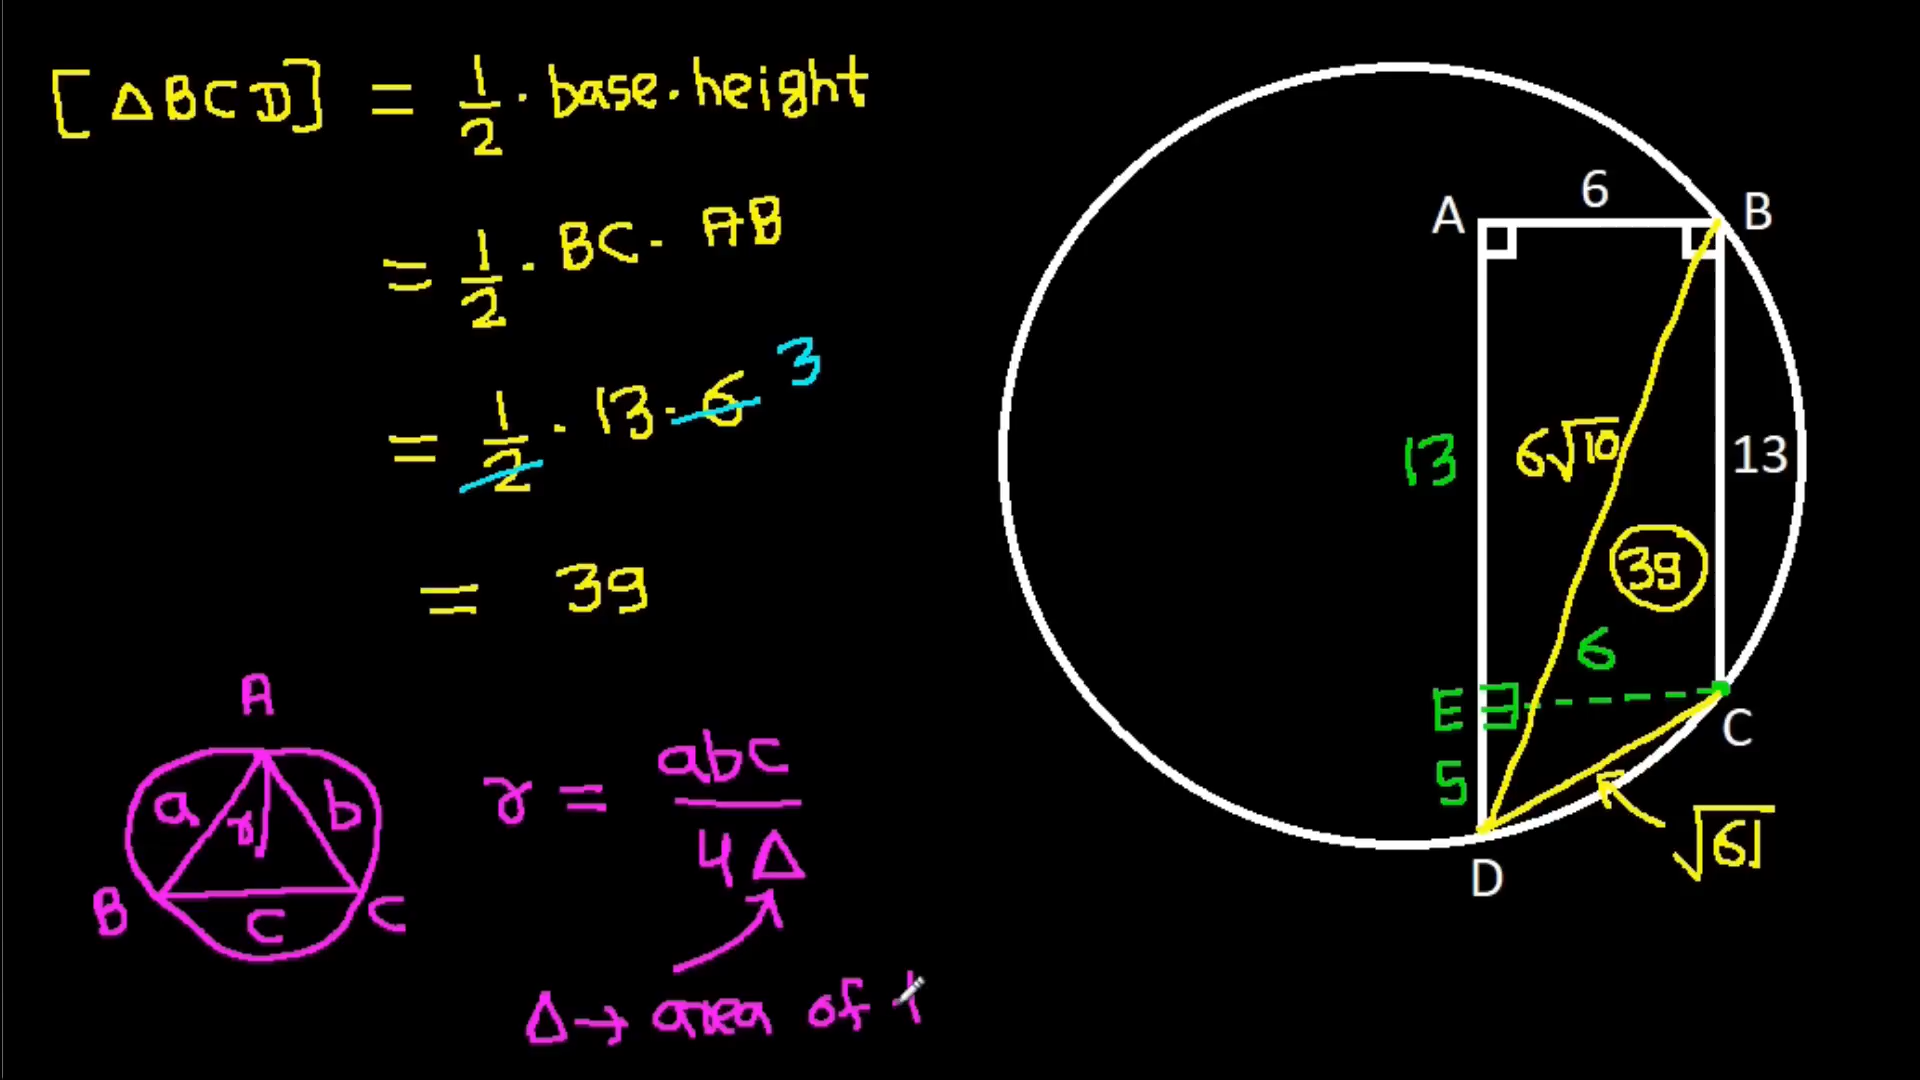 [ΔBCD] = 1/2 · base · height
= 1/2 · BC · AB
= 1/2 · 13 · 6 3
= 39
A
a
r
b
B
c
C
r = abc / 4Δ
Δ → area of t
A
6
B
13
6√10
13
39
6
E
C
5
√61
D